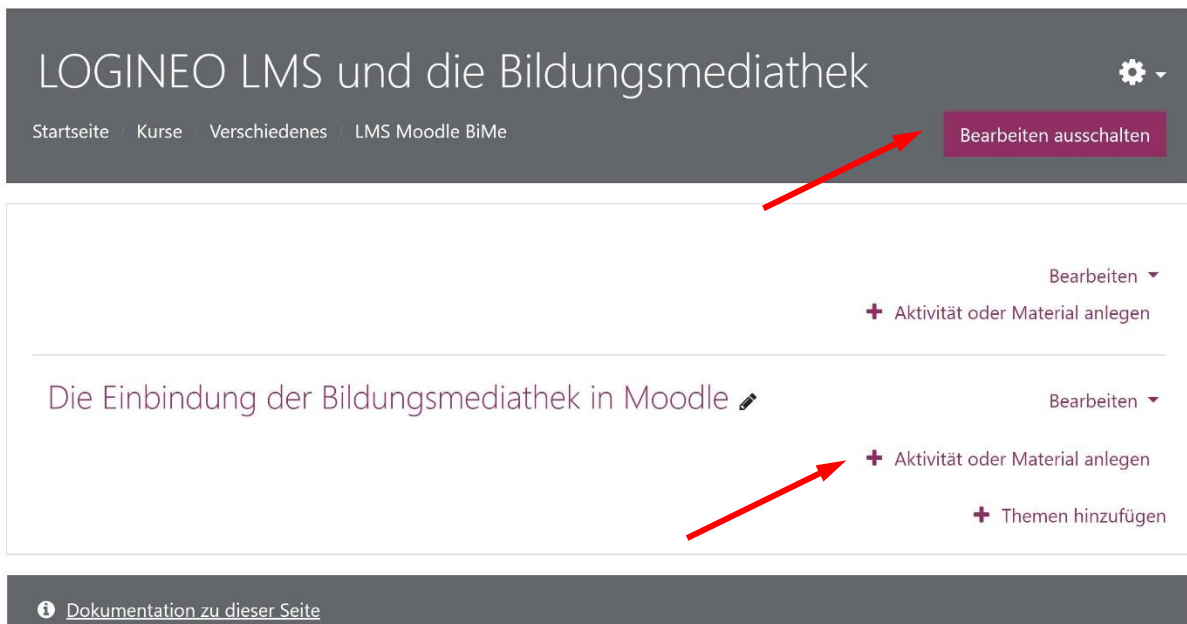 LOGINEO LMS und die Bildungsmediathek
Startseite / Kurse / Verschiedenes / LMS Moodle BiMe
Bearbeiten ausschalten
Bearbeiten
+ Aktivität oder Material anlegen
Die Einbindung der Bildungsmediathek in Moodle
Bearbeiten
+ Aktivität oder Material anlegen
+ Themen hinzufügen
Dokumentation zu dieser Seite